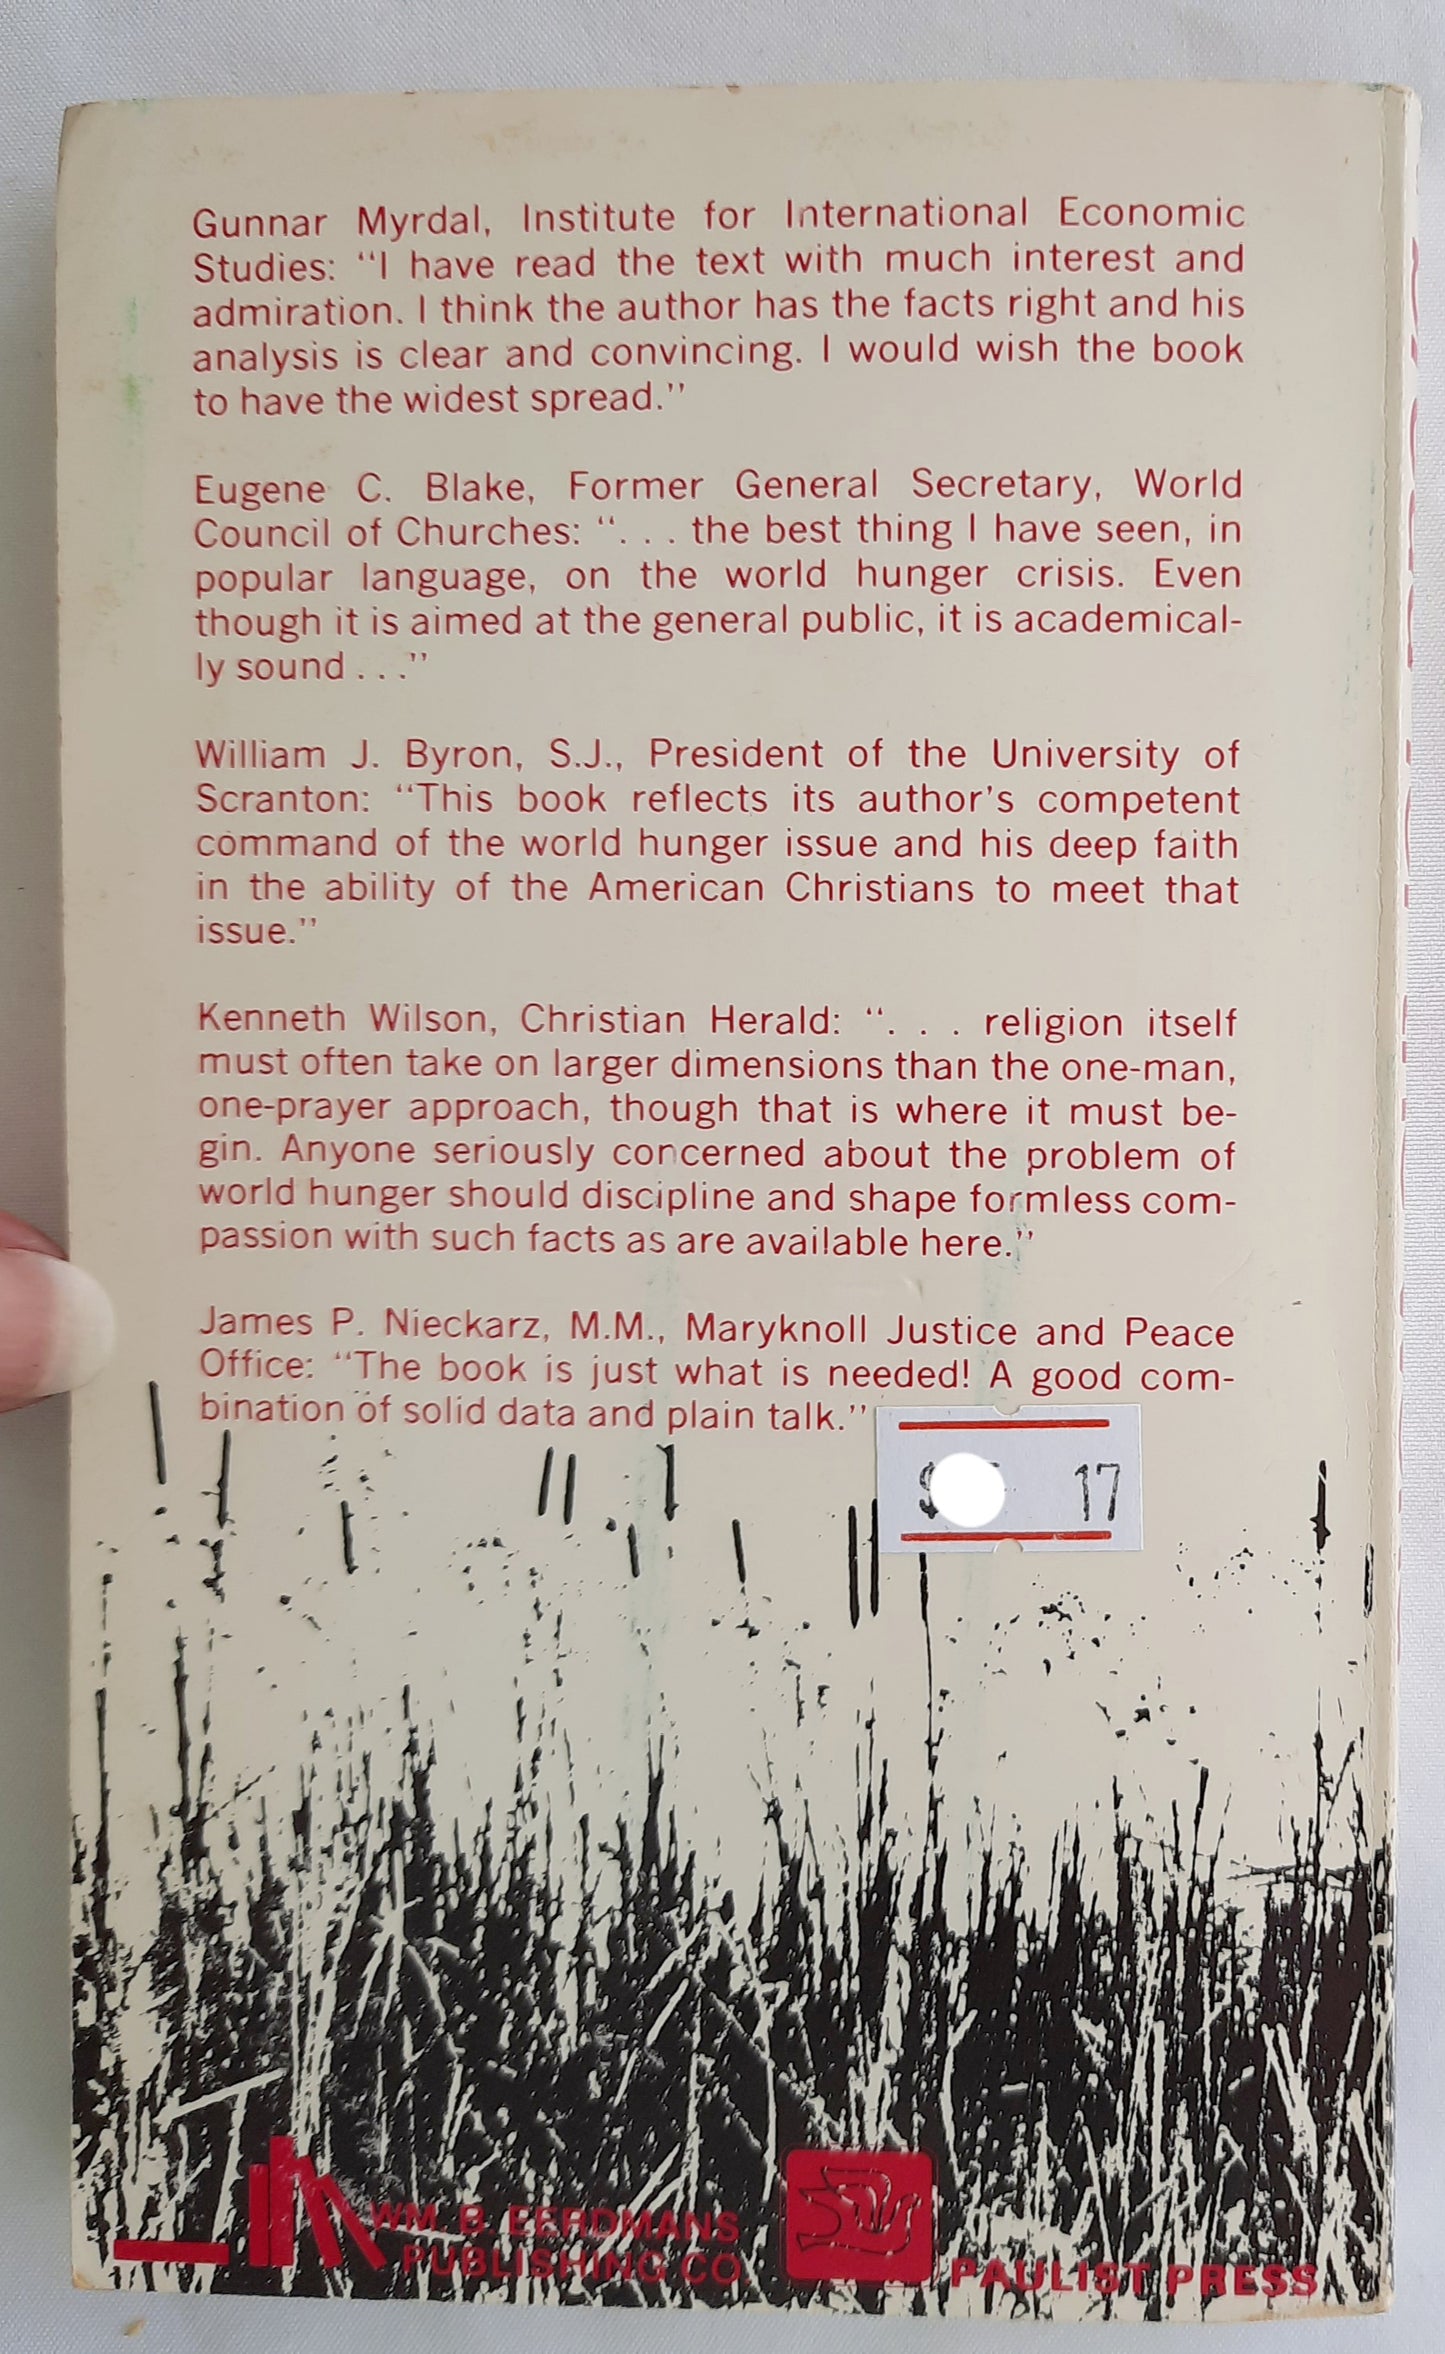 Gunnar Myrdal, Institute for International Economic
Studies: “I have read the text with much interest and
admiration. I think the author has the facts right and his
analysis is clear and convincing. I would wish the book
to have the widest spread.”
Eugene C. Blake, Former General Secretary, World
Council of Churches: “. . . the best thing I have seen, in
popular language, on the world hunger crisis. Even
though it is aimed at the general public, it is academical-
ly sound . . .”
William J. Byron, S.J., President of the University of
Scranton: “This book reflects its author’s competent
command of the world hunger issue and his deep faith
in the ability of the American Christians to meet that
issue.”
Kenneth Wilson, Christian Herald: “. . . religion itself
must often take on larger dimensions than the one-man,
one-prayer approach, though that is where it must be-
gin. Anyone seriously concerned about the problem of
world hunger should discipline and shape formless com-
passion with such facts as are available here.”
James P. Nieckarz, M.M., Maryknoll Justice and Peace
Office: “The book is just what is needed! A good com-
bination of solid data and plain talk.”
$ 17
WM. B. EERDMANS
PUBLISHING CO
PAULIST PRESS